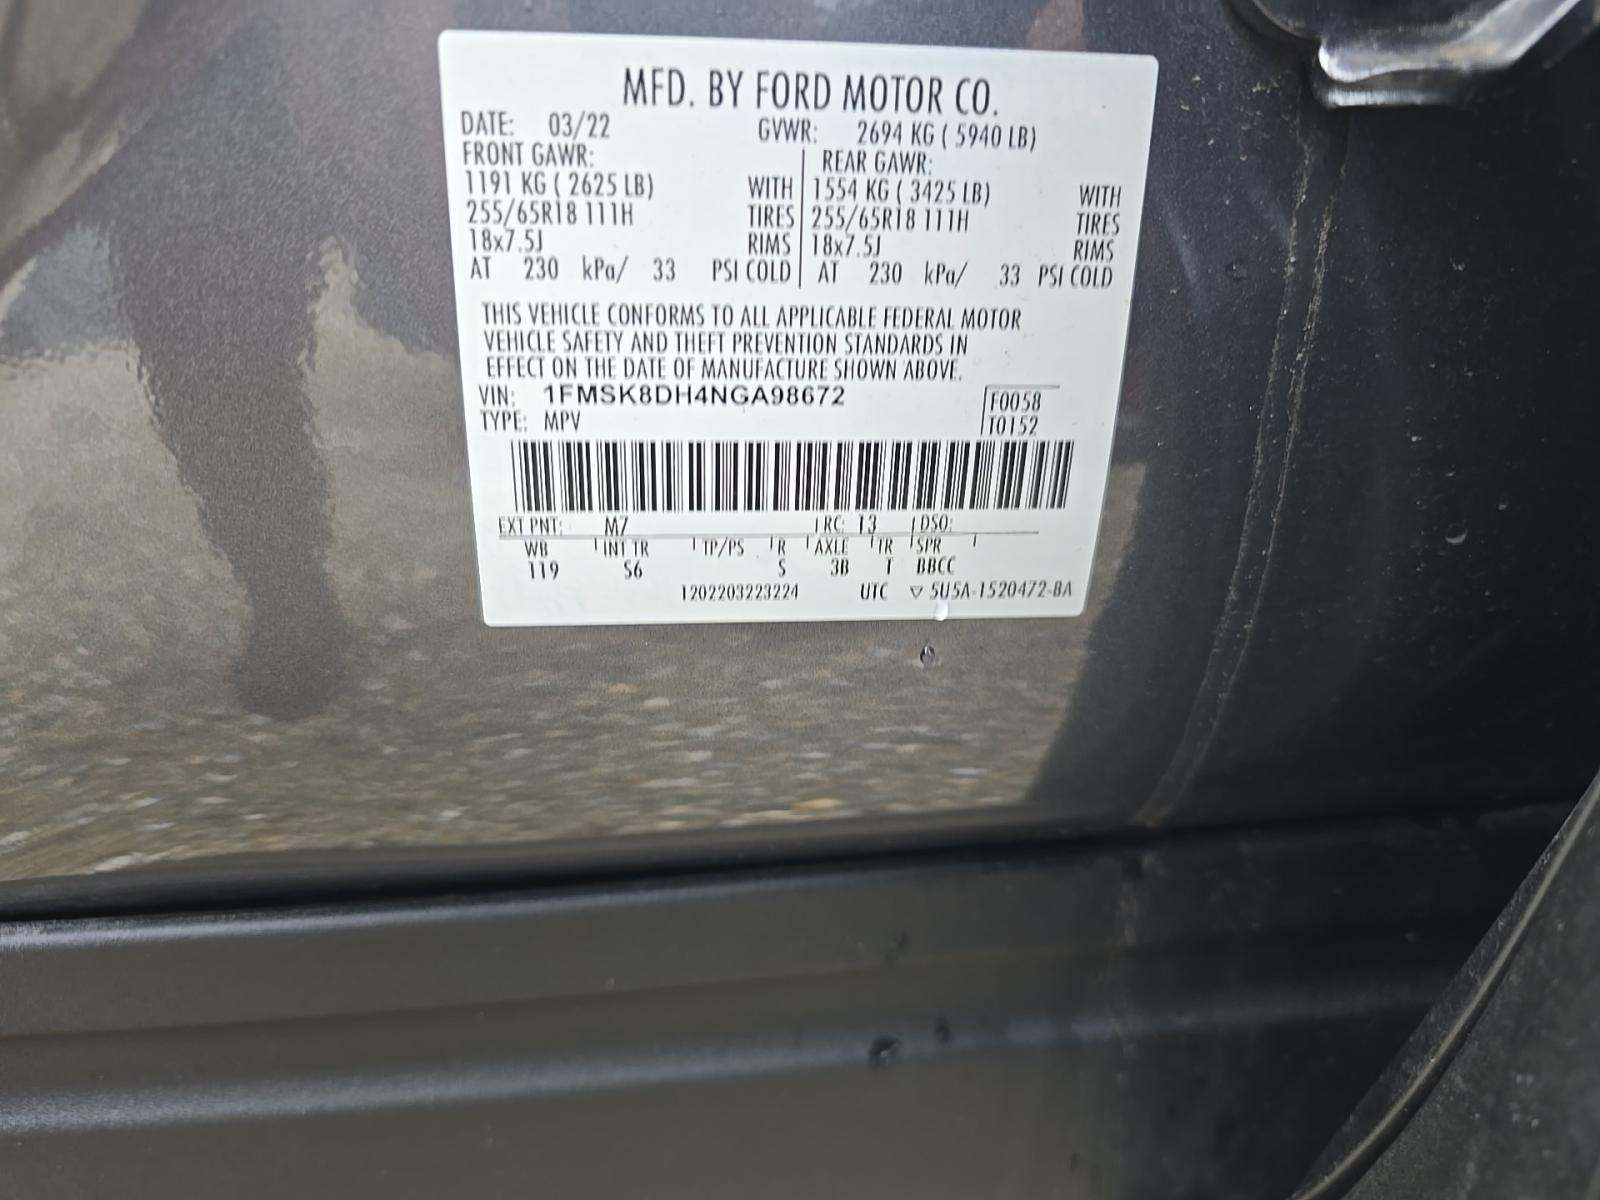 MFD. BY FORD MOTOR CO.
DATE: 03/22 GVWR: 2694 KG ( 5940 LB)
FRONT GAWR: REAR GAWR:
1191 KG ( 2625 LB) WITH 1554 KG ( 3425 LB) WITH
255/65R18 111H TIRES 255/65R18 111H TIRES
18x7.5J RIMS 18x7.5J RIMS
AT 230 kPa/ 33 PSI COLD AT 230 kPa/ 33 PSI COLD
THIS VEHICLE CONFORMS TO ALL APPLICABLE FEDERAL MOTOR
VEHICLE SAFETY AND THEFT PREVENTION STANDARDS IN
EFFECT ON THE DATE OF MANUFACTURE SHOWN ABOVE.
VIN: 1FMSK8DH4NGA98672 F0058
TYPE: MPV T0152
EXT PNT: M7 RC: 13 DSO:
WB INT TR TP/PS R AXLE TR SPR
119 S6 S 3B T BBCC
1202203223224 UTC ▽ 5U5A-1520472-BA